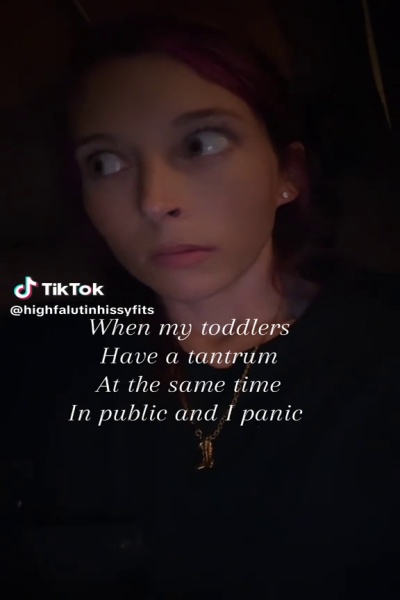 TikTok
@highfalutinhissyfits
When my toddlers
Have a tantrum
At the same time
In public and I panic